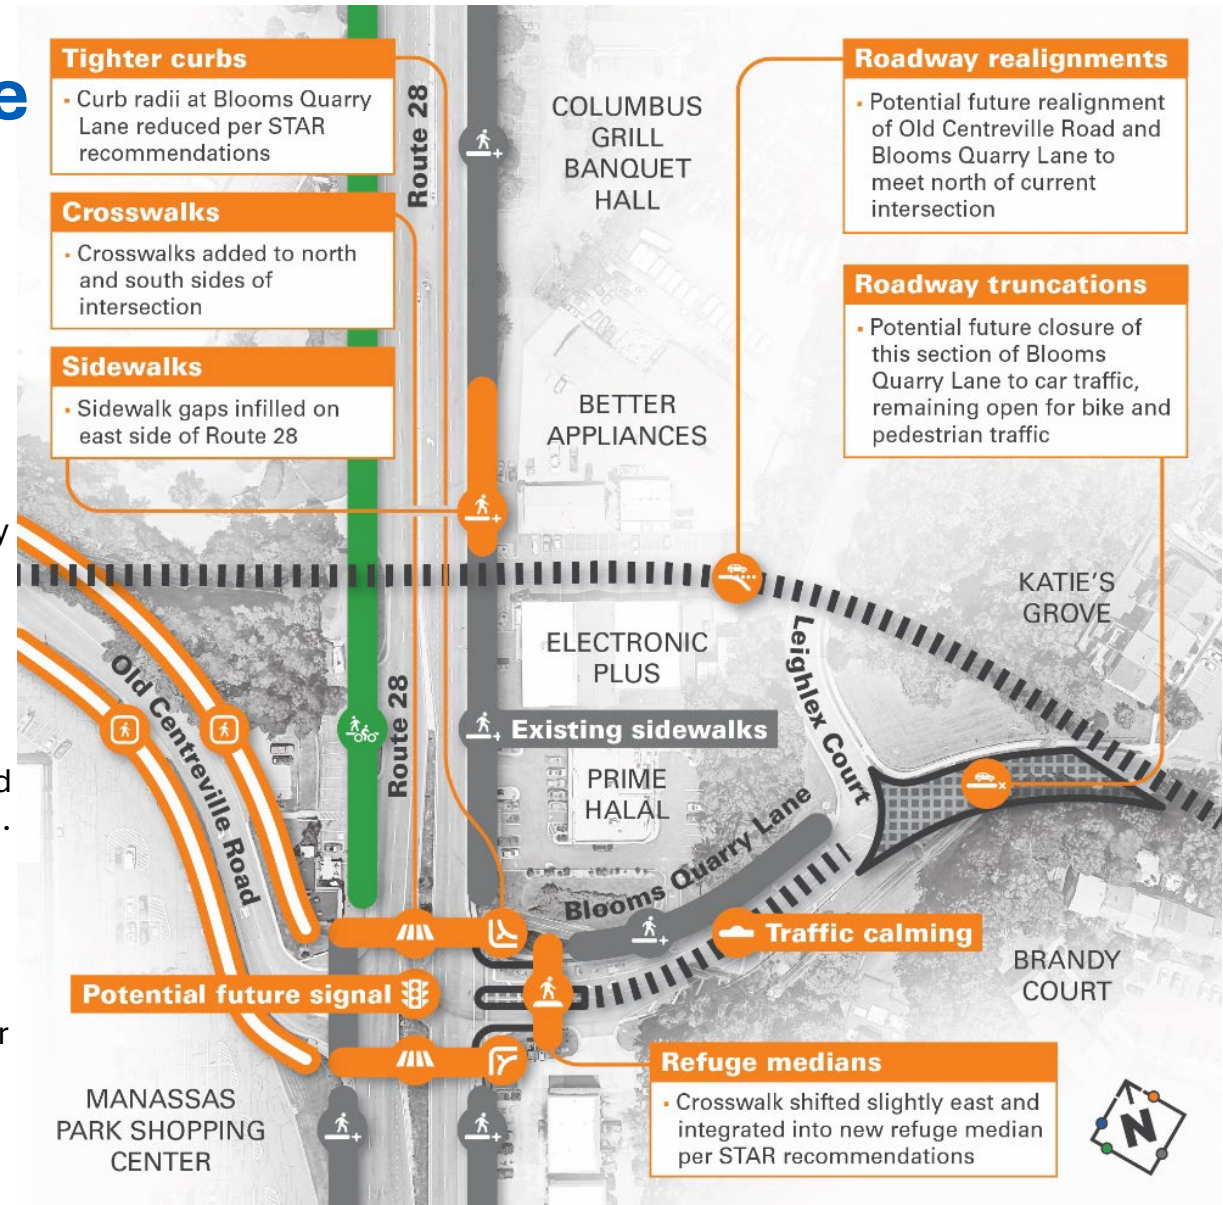 e
y
d
.
r
Tighter curbs
▪ Curb radii at Blooms Quarry
Lane reduced per STAR
recommendations
Crosswalks
▪ Crosswalks added to north
and south sides of
intersection
Sidewalks
▪ Sidewalk gaps infilled on
east side of Route 28
Route 28
COLUMBUS
GRILL
BANQUET
HALL
Roadway realignments
▪ Potential future realignment
of Old Centreville Road and
Blooms Quarry Lane to
meet north of current
intersection
Roadway truncations
▪ Potential future closure of
this section of Blooms
Quarry Lane to car traffic,
remaining open for bike and
pedestrian traffic
BETTER
APPLIANCES
KATIE'S
GROVE
ELECTRONIC
PLUS
Leighlex Court
Old Centreville Road
Route 28
Existing sidewalks
PRIME
HALAL
Blooms Quarry Lane
Traffic calming
Potential future signal
BRANDY
COURT
Refuge medians
▪ Crosswalk shifted slightly east and
integrated into new refuge median
per STAR recommendations
MANASSAS
PARK SHOPPING
CENTER
N